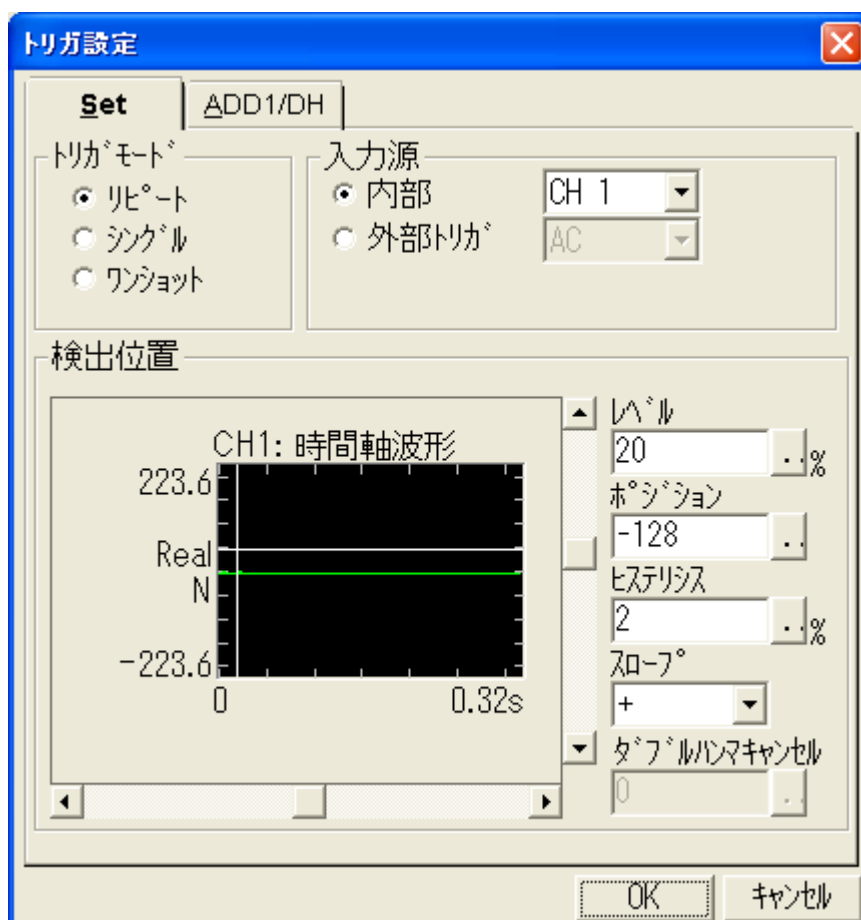 トリガ設定
Set
ADD1/DH
ﾄﾘｶﾞﾓｰﾄﾞ
ﾘﾋﾟｰﾄ
ｼﾝｸﾞﾙ
ﾜﾝｼｮｯﾄ
入力源
内部 CH 1
外部ﾄﾘｶﾞ AC
検出位置
CH1: 時間軸波形
223.6
Real
N
-223.6
0 0.32s
ﾚﾍﾞﾙ
20 .. %
ﾎﾟｼﾞｼｮﾝ
-128 ..
ﾋｽﾃﾘｼｽ
2 .. %
ｽﾛｰﾌﾟ
+
ﾀﾞﾌﾞﾙﾊﾝﾏｷｬﾝｾﾙ
0 ..
OK ｷｬﾝｾﾙ